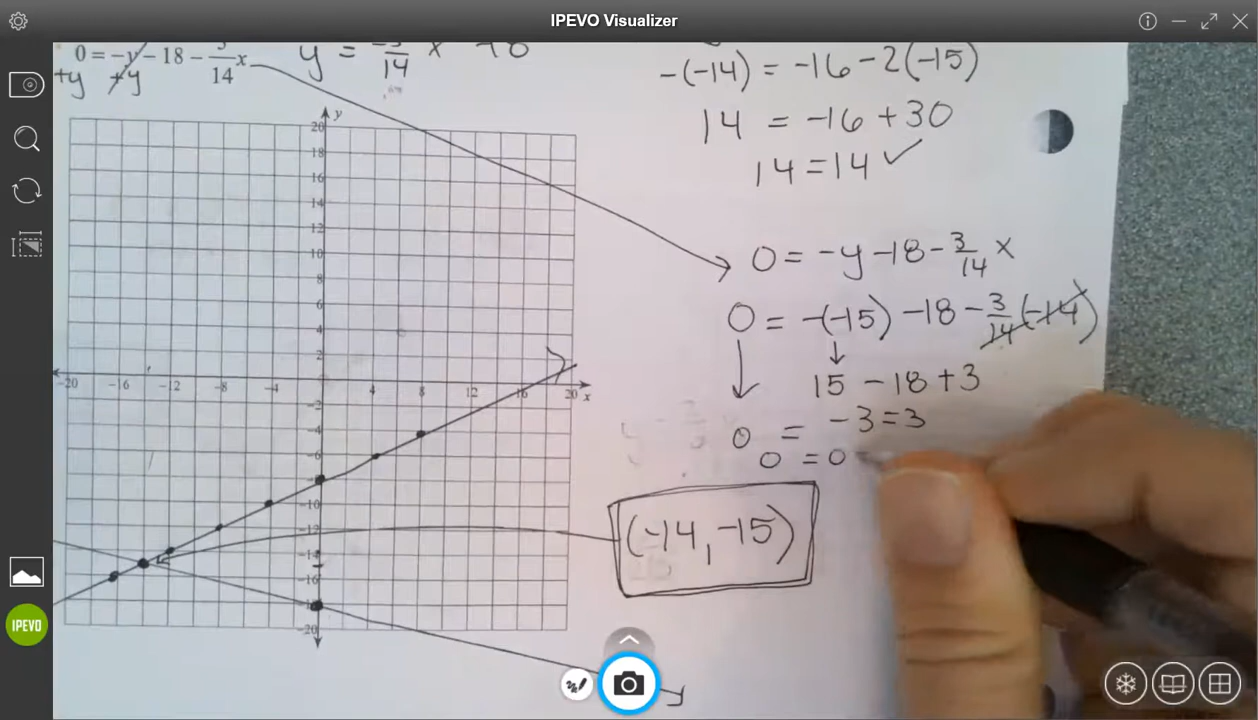 IPEVO Visualizer
0 = -y - 18 - 3/14 x
+y +y
y = -3/14 x
-(-14) = -16 - 2(-15)
14 = -16 + 30
14 = 14 ✓
0 = -y - 18 - 3/14 x
0 = -(-15) - 18 - 3/14 (-14)
15 - 18 + 3
0 = -3 = 3
0 = 0
(-14, -15)
y
20
18
16
14
12
10
8
6
4
2
-20 -16 -12 -8 -4 4 8 12 16 20 x
-2
-4
-6
-8
-10
-12
-14
-16
-18
-20
IPEVO